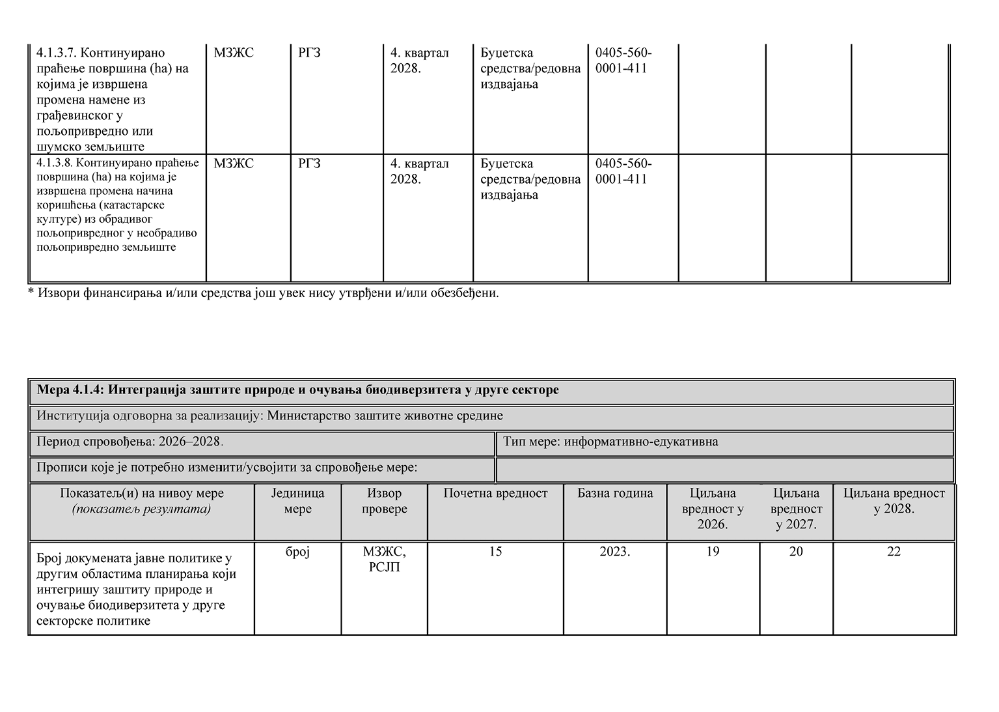 4.1.3.7. Континуирано
праћење површина (ha) на
којима је извршена
промена намене из
грађевинског у
пољопривредно или
шумско земљиште
МЗЖС
РГЗ
4. квартал
2028.
Буџетска
средства/редовна
издвајања
0405-560-
0001-411
4.1.3.8. Континуирано праћење
површина (ha) на којима је
извршена промена начина
коришћења (катастарске
културе) из обрадивог
пољопривредног у необрадиво
пољопривредно земљиште
МЗЖС
РГЗ
4. квартал
2028.
Буџетска
средства/редовна
издвајања
0405-560-
0001-411
* Извори финансирања и/или средства још увек нису утврђени и/или обезбеђени.
Мера 4.1.4: Интеграција заштите природе и очувања биодиверзитета у друге секторе
Институција одговорна за реализацију: Министарство заштите животне средине
Период спровођења: 2026–2028.
Тип мере: информативно-едукативна
Прописи које је потребно изменити/усвојити за спровођење мере:
Показатељ(и) на нивоу мере
(показатељ резултата)
Јединица
мере
Извор
провере
Почетна вредност
Базна година
Циљана
вредност у
2026.
Циљана
вредност
у 2027.
Циљана вредност
у 2028.
Број докумената јавне политике у
другим областима планирања који
интегришу заштиту природе и
очување биодиверзитета у друге
секторске политике
број
МЗЖС,
РСЈП
15
2023.
19
20
22